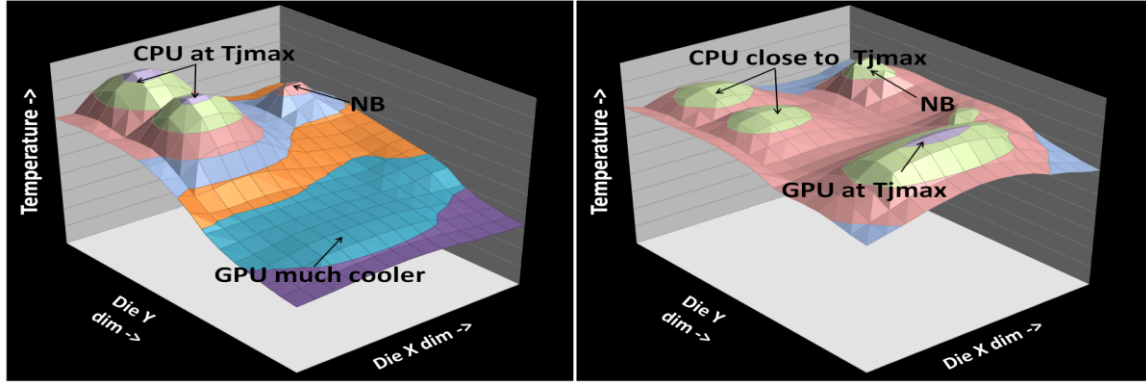 CPU at Tjmax
NB
GPU much cooler
Temperature ->
Die Y
dim ->
Die X dim ->
CPU close to Tjmax
NB
GPU at Tjmax
Temperature ->
Die Y
dim ->
Die X dim ->